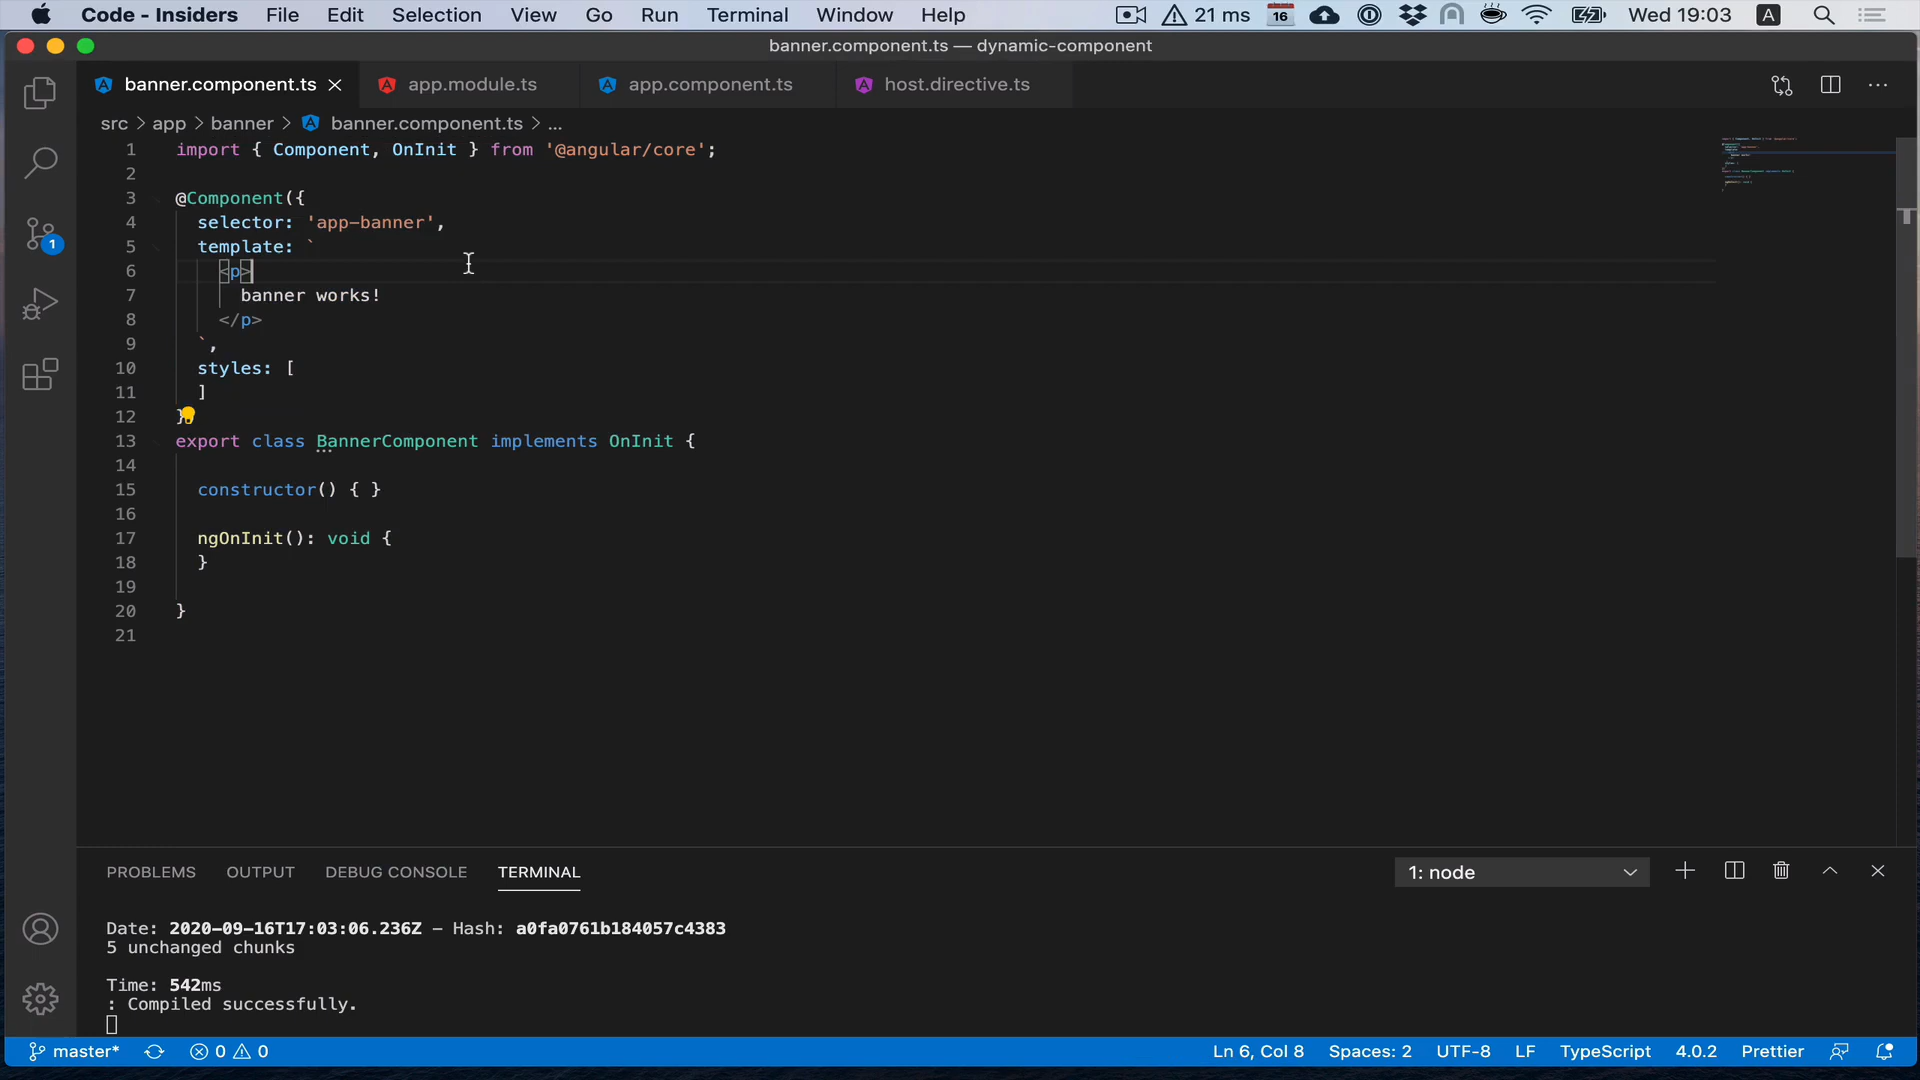 Code - Insiders File Edit Selection View Go Run Terminal Window Help 21 ms 16 Wed 19:03 A
banner.component.ts — dynamic-component
banner.component.ts app.module.ts app.component.ts host.directive.ts
src > app > banner > banner.component.ts > ...
1 import { Component, OnInit } from '@angular/core';
2
3 @Component({
4 selector: 'app-banner',
5 template: `
6 <p>
7 banner works!
8 </p>
9 `,
10 styles: [
11 ]
12 }
13 export class BannerComponent implements OnInit {
14
15 constructor() { }
16
17 ngOnInit(): void {
18 }
19
20 }
21
PROBLEMS OUTPUT DEBUG CONSOLE TERMINAL 1: node
Date: 2020-09-16T17:03:06.236Z - Hash: a0fa0761b184057c4383
5 unchanged chunks
Time: 542ms
: Compiled successfully.
1
master* 0 0 Ln 6, Col 8 Spaces: 2 UTF-8 LF TypeScript 4.0.2 Prettier